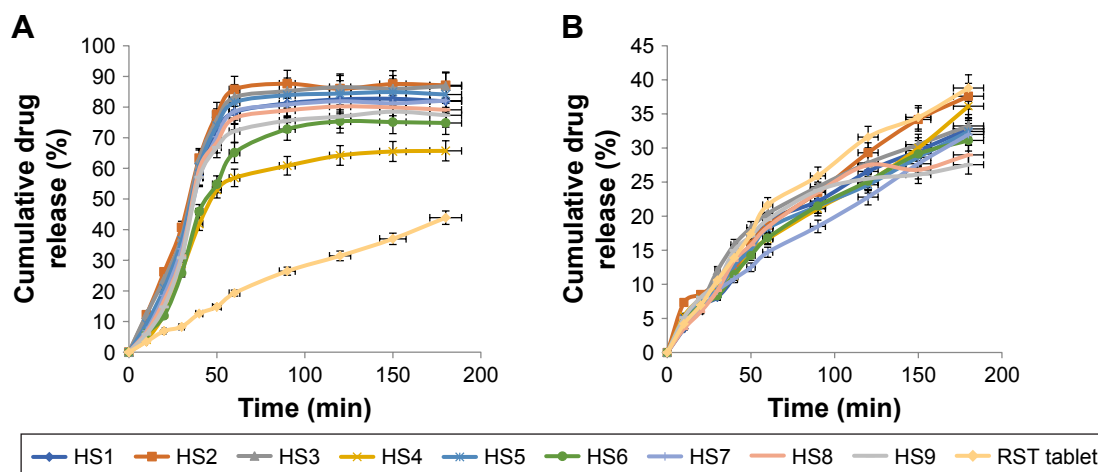 A
Cumulative drug
release (%)
100
90
80
70
60
50
40
30
20
10
0
0 50 100 150 200
Time (min)
B
Cumulative drug
release (%)
45
40
35
30
25
20
15
10
5
0
0 50 100 150 200
Time (min)
HS1 HS2 HS3 HS4 HS5 HS6 HS7 HS8 HS9 RST tablet